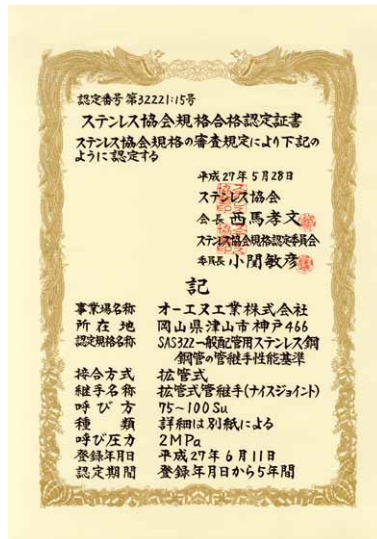 認定番号 第32221:15号
ステンレス協会規格合格認定証書
ステンレス協会規格の審査規定により下記の
ように認定する
平成27年5月28日
ステンレス協会
会長 西馬孝文
ステンレス協会規格認定委員会
委員長 小関敏彦
記
事業場名称 オーエヌ工業株式会社
所在地 岡山県津山市神戸466
認定規格名称 SAS322一般配管用ステンレス鋼
鋼管の管継手性能基準
接合方式 拡管式
継手名称 拡管式管継手(ナイスジョイント)
呼び方 75~100Su
種類 詳細は別紙による
呼び圧力 2MPa
登録年月日 平成27年6月11日
認定期間 登録年月日から5年間